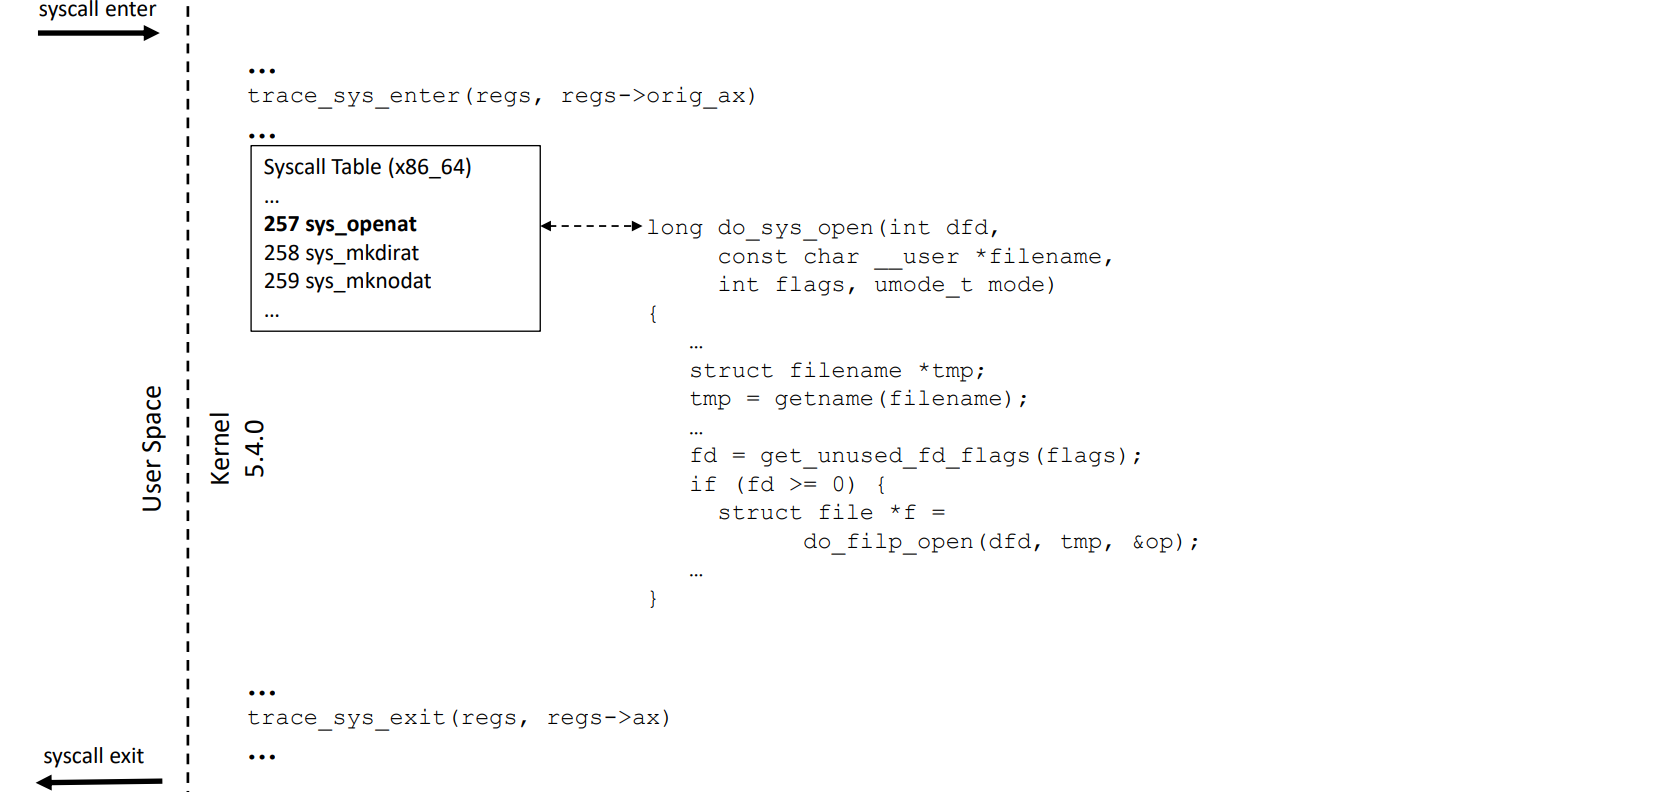 syscall enter
...
trace_sys_enter(regs, regs->orig_ax)
...
Syscall Table (x86_64)
...
257 sys_openat
258 sys_mkdirat
259 sys_mknodat
...
long do_sys_open(int dfd,
const char __user *filename,
int flags, umode_t mode)
{
...
struct filename *tmp;
tmp = getname(filename);
...
fd = get_unused_fd_flags(flags);
if (fd >= 0) {
struct file *f =
do_filp_open(dfd, tmp, &op);
...
}
User Space
Kernel
5.4.0
...
trace_sys_exit(regs, regs->ax)
...
syscall exit